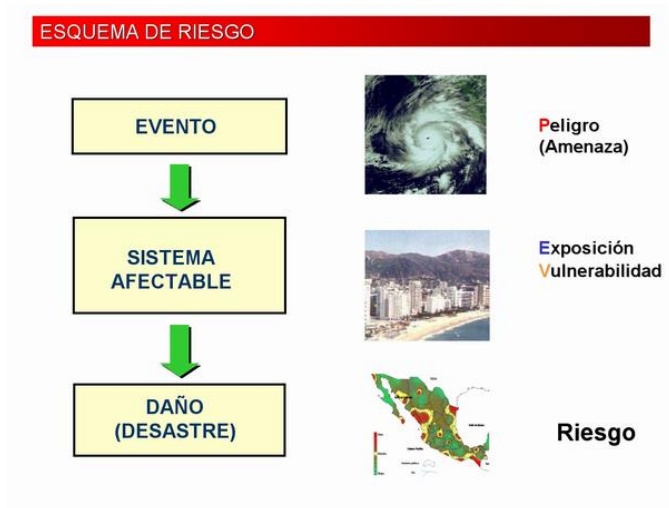 ESQUEMA DE RIESGO
EVENTO
Peligro
(Amenaza)
SISTEMA
AFECTABLE
Exposición
Vulnerabilidad
DAÑO
(DESASTRE)
Riesgo